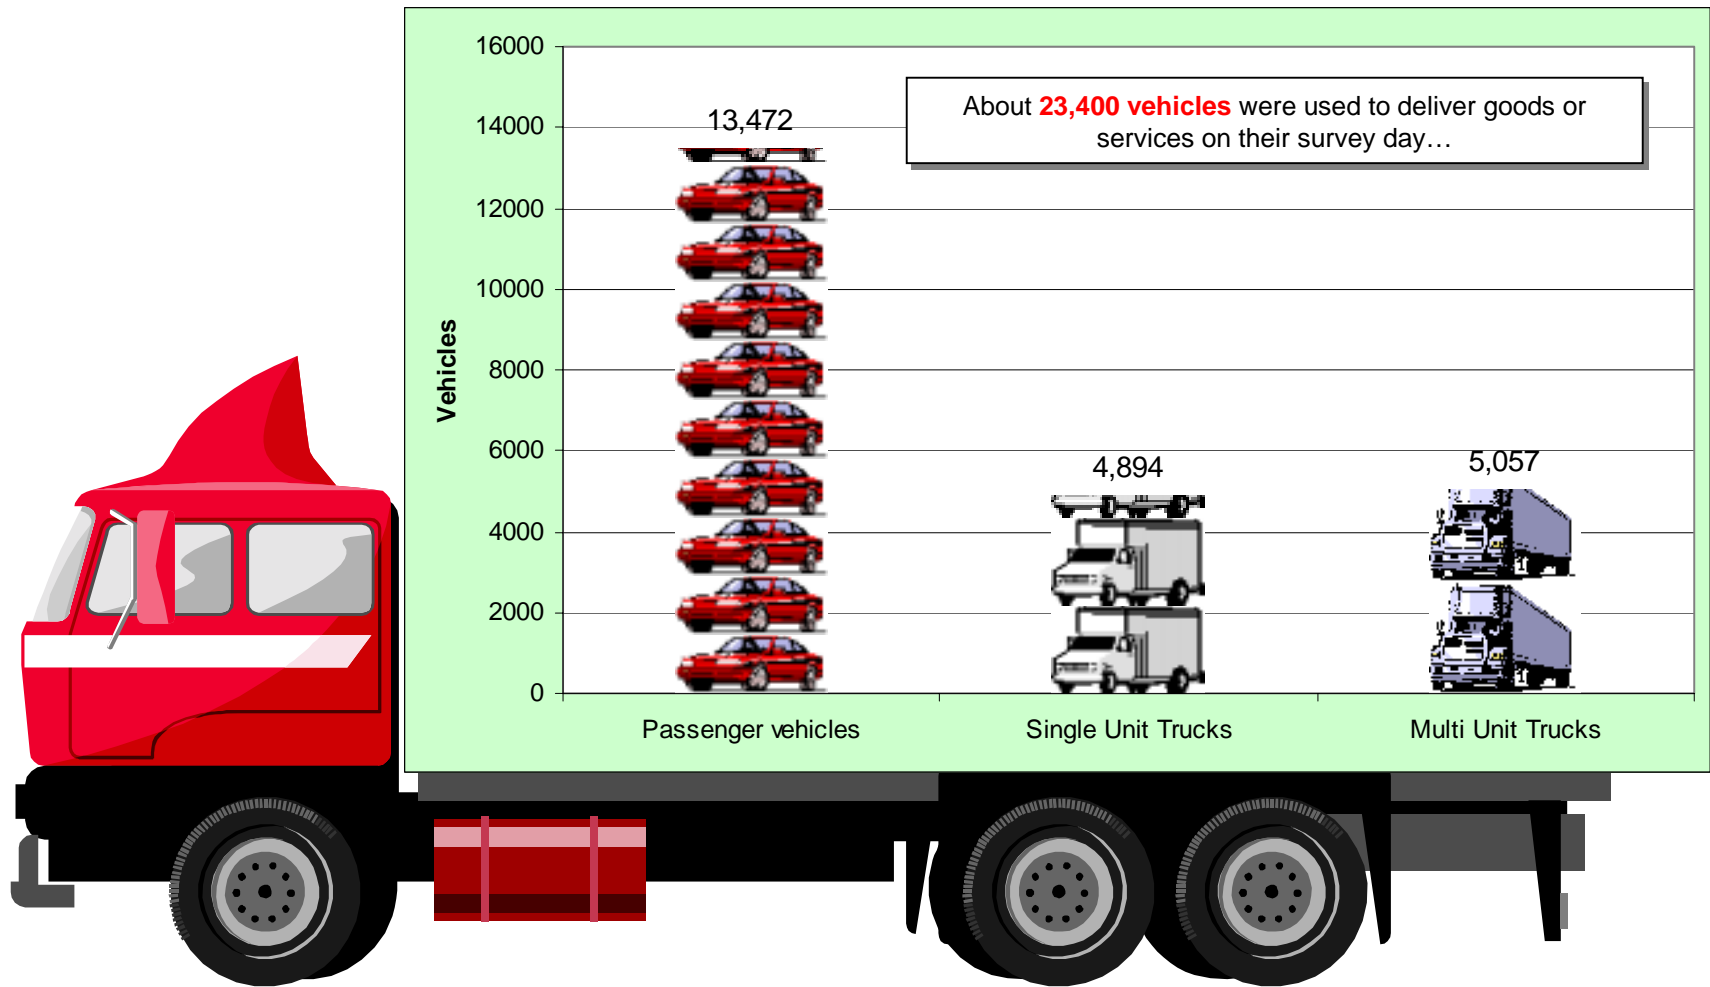 16000
14000
12000
10000
8000
6000
4000
2000
0
Vehicles
About 23,400 vehicles were used to deliver goods or
services on their survey day…
13,472
4,894
5,057
Passenger vehicles
Single Unit Trucks
Multi Unit Trucks